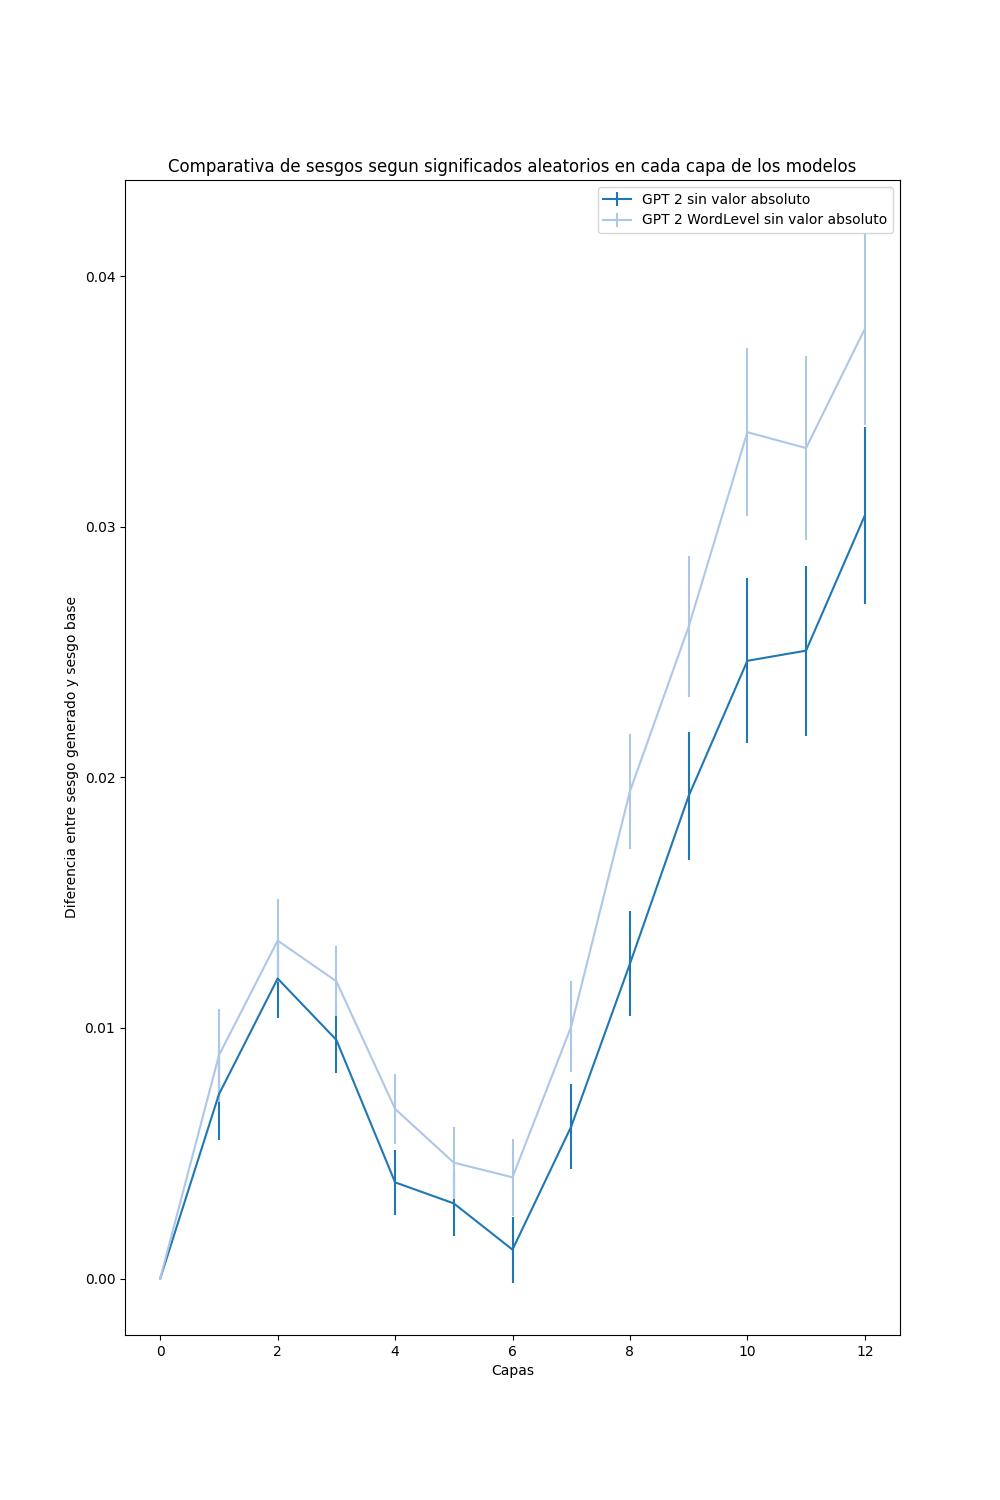 Comparativa de sesgos segun significados aleatorios en cada capa de los modelos
GPT 2 sin valor absoluto
GPT 2 WordLevel sin valor absoluto
0.04
0.03
0.02
0.01
0.00
Diferencia entre sesgo generado y sesgo base
0 2 4 6 8 10 12
Capas